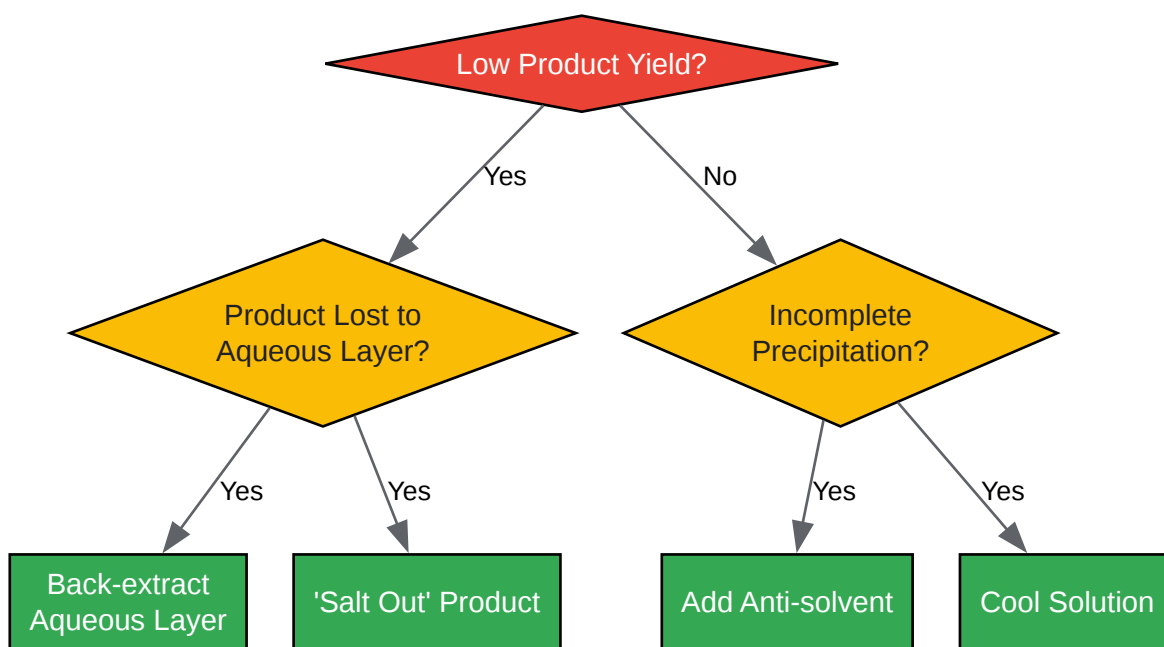 Low Product Yield?
Yes
No
Product Lost to
Aqueous Layer?
Incomplete
Precipitation?
Yes
Yes
Yes
Yes
Back-extract
Aqueous Layer
'Salt Out' Product
Add Anti-solvent
Cool Solution